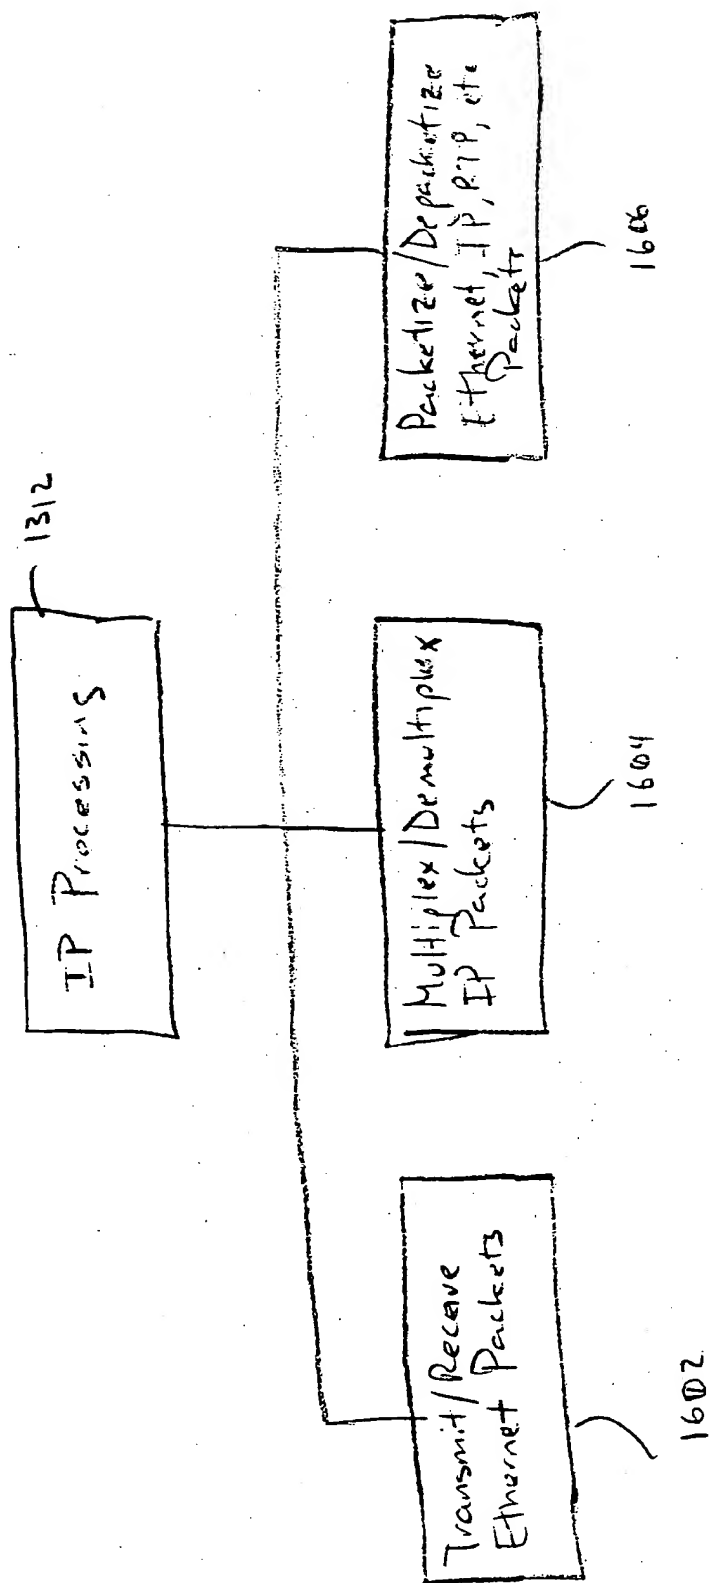 IP Processing
1312
Transmit/Receive
Ethernet Packets
1602
Multiplex/Demultiplex
IP Packets
1604
Packetize/Depacketize
Ethernet, IP, RTP, etc
Packets
1606